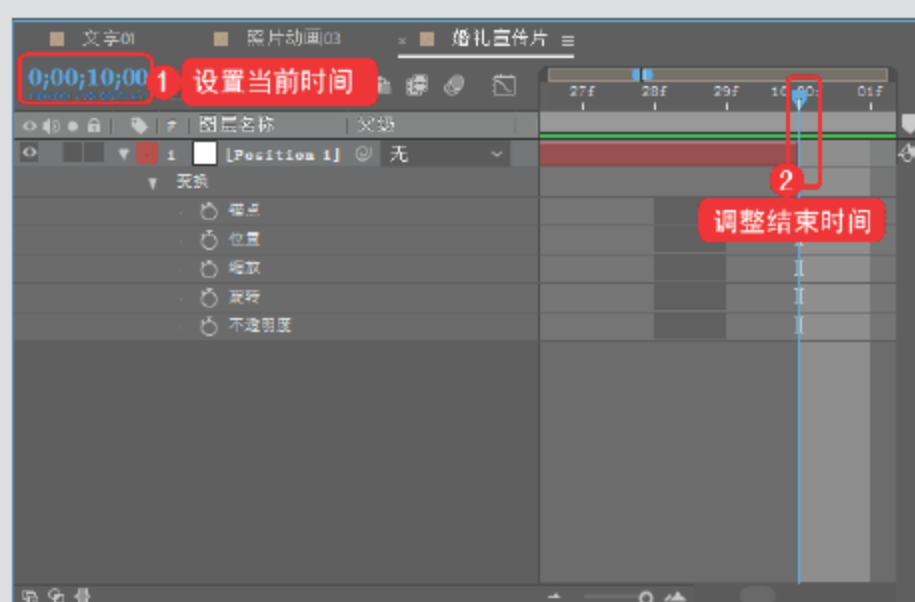 文字01 照片动画03 × 婚礼宣传片 ≡
0;00;10;00 1 设置当前时间
27f 28f 29f 10:00f 01f
# 图层名称 父级
1 [Position 1] 无
2
变换
调整结束时间
锚点
位置
缩放
旋转
不透明度